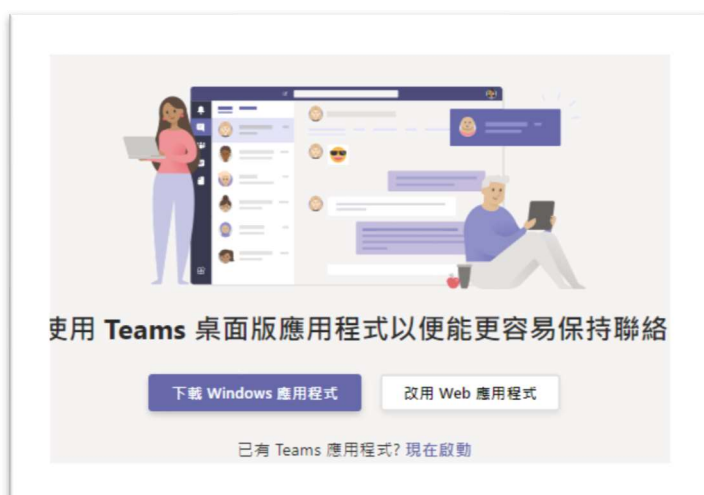 使用 Teams 桌面版應用程式以便能更容易保持聯絡
下載 Windows 應用程式
改用 Web 應用程式
已有 Teams 應用程式? 現在啟動